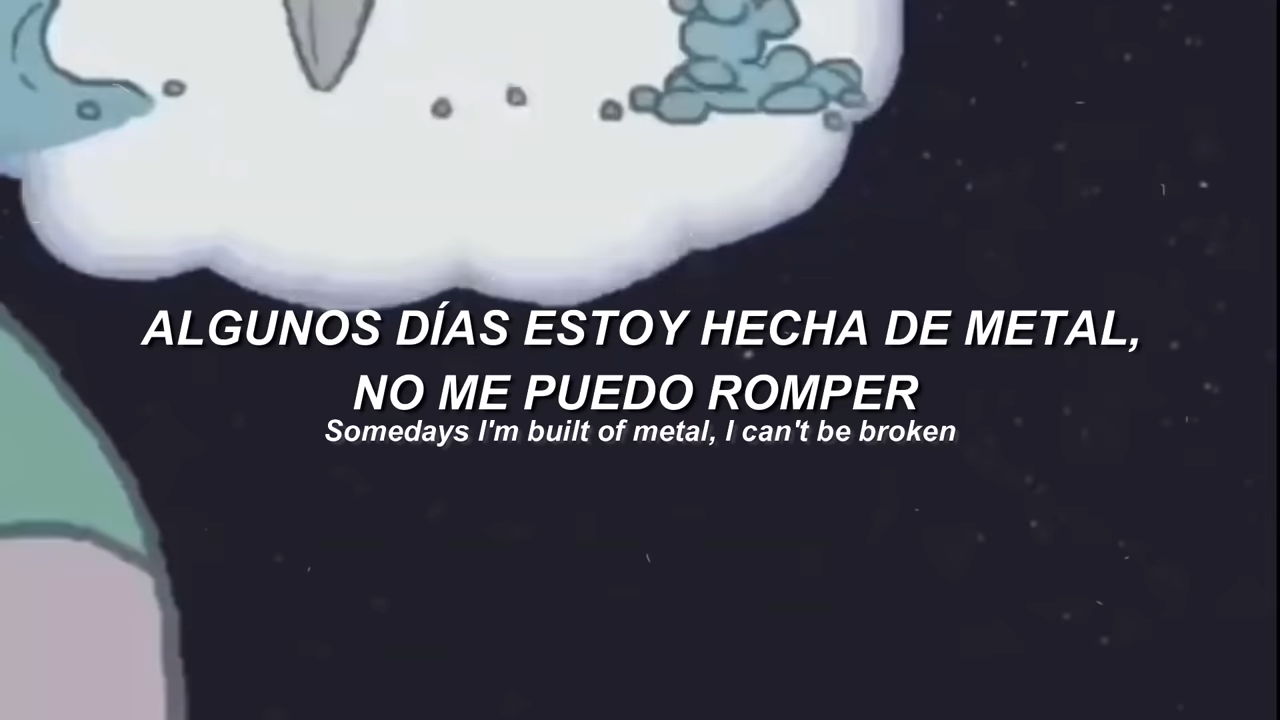 ALGUNOS DÍAS ESTOY HECHA DE METAL,
NO ME PUEDO ROMPER
Somedays I'm built of metal, I can't be broken